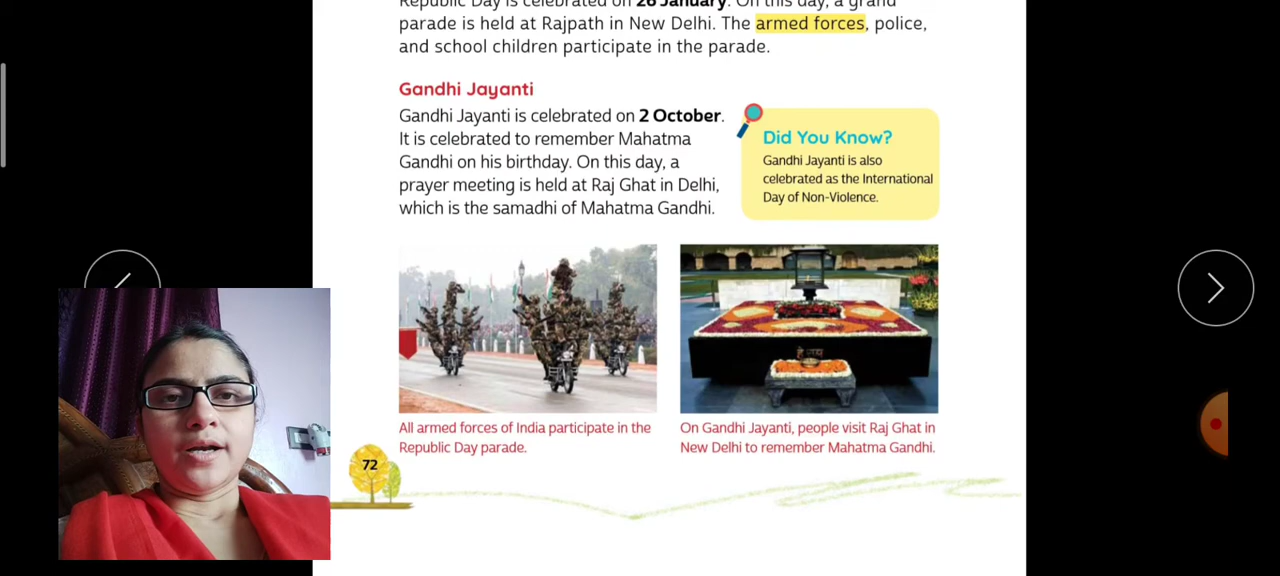 Republic Day is celebrated on 26 January. On this day, a grand
parade is held at Rajpath in New Delhi. The armed forces, police,
and school children participate in the parade.
Gandhi Jayanti
Gandhi Jayanti is celebrated on 2 October.
It is celebrated to remember Mahatma
Gandhi on his birthday. On this day, a
prayer meeting is held at Raj Ghat in Delhi,
which is the samadhi of Mahatma Gandhi.
Did You Know?
Gandhi Jayanti is also
celebrated as the International
Day of Non-Violence.
All armed forces of India participate in the
Republic Day parade.
On Gandhi Jayanti, people visit Raj Ghat in
New Delhi to remember Mahatma Gandhi.
72